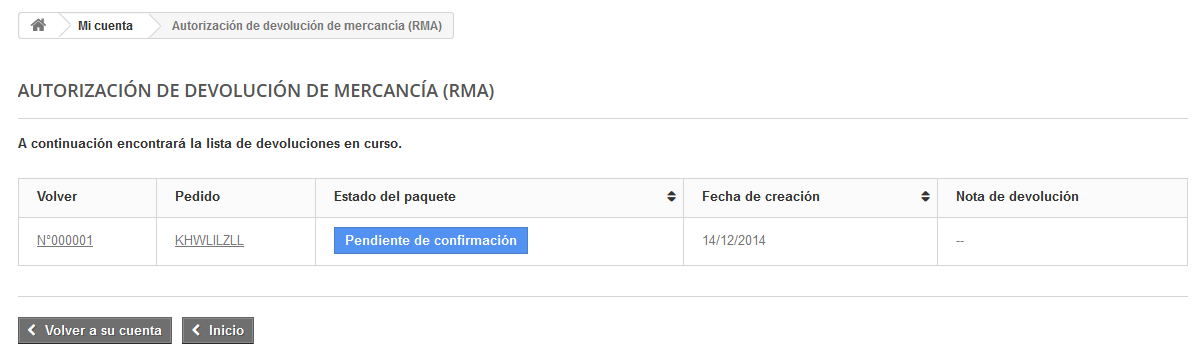 Mi cuenta Autorización de devolución de mercancía (RMA)
AUTORIZACIÓN DE DEVOLUCIÓN DE MERCANCÍA (RMA)
A continuación encontrará la lista de devoluciones en curso.
Volver Pedido Estado del paquete Fecha de creación Nota de devolución
N°000001 KHWLILZLL Pendiente de confirmación 14/12/2014 --
Volver a su cuenta Inicio